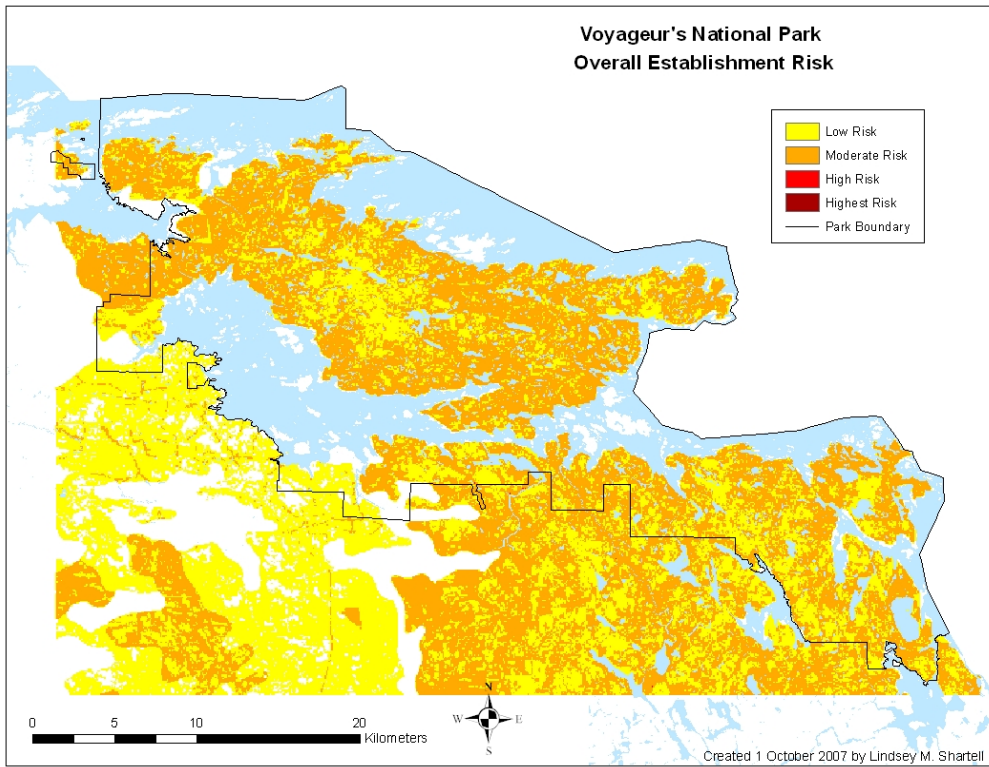 Voyageur's National Park
Overall Establishment Risk
Low Risk
Moderate Risk
High Risk
Highest Risk
Park Boundary
N
W E
S
0 5 10 20
Kilometers
Created 1 October 2007 by Lindsey M. Shartell